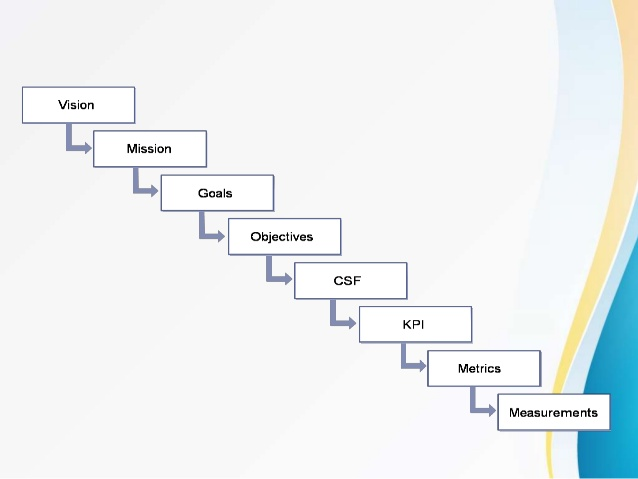 Vision
Mission
Goals
Objectives
CSF
KPI
Metrics
Measurements